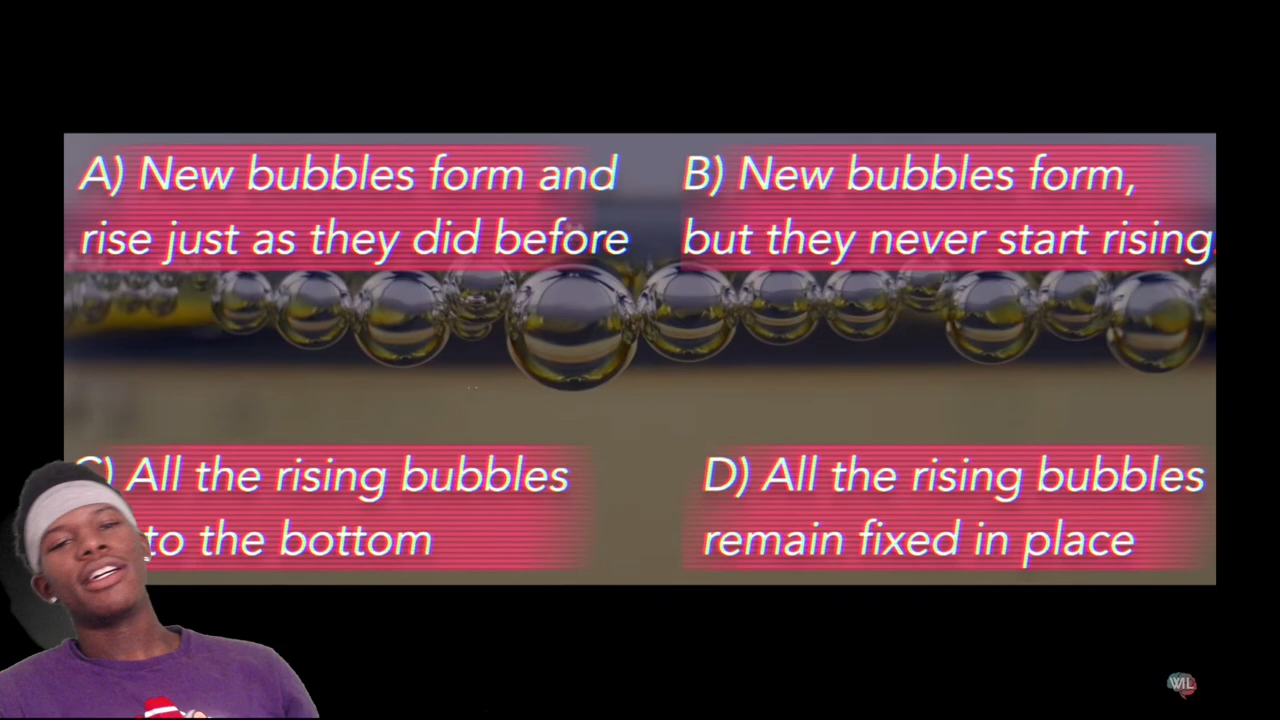 A) New bubbles form and
rise just as they did before
B) New bubbles form,
but they never start rising.
C) All the rising bubbles
to the bottom
D) All the rising bubbles
remain fixed in place
WIL